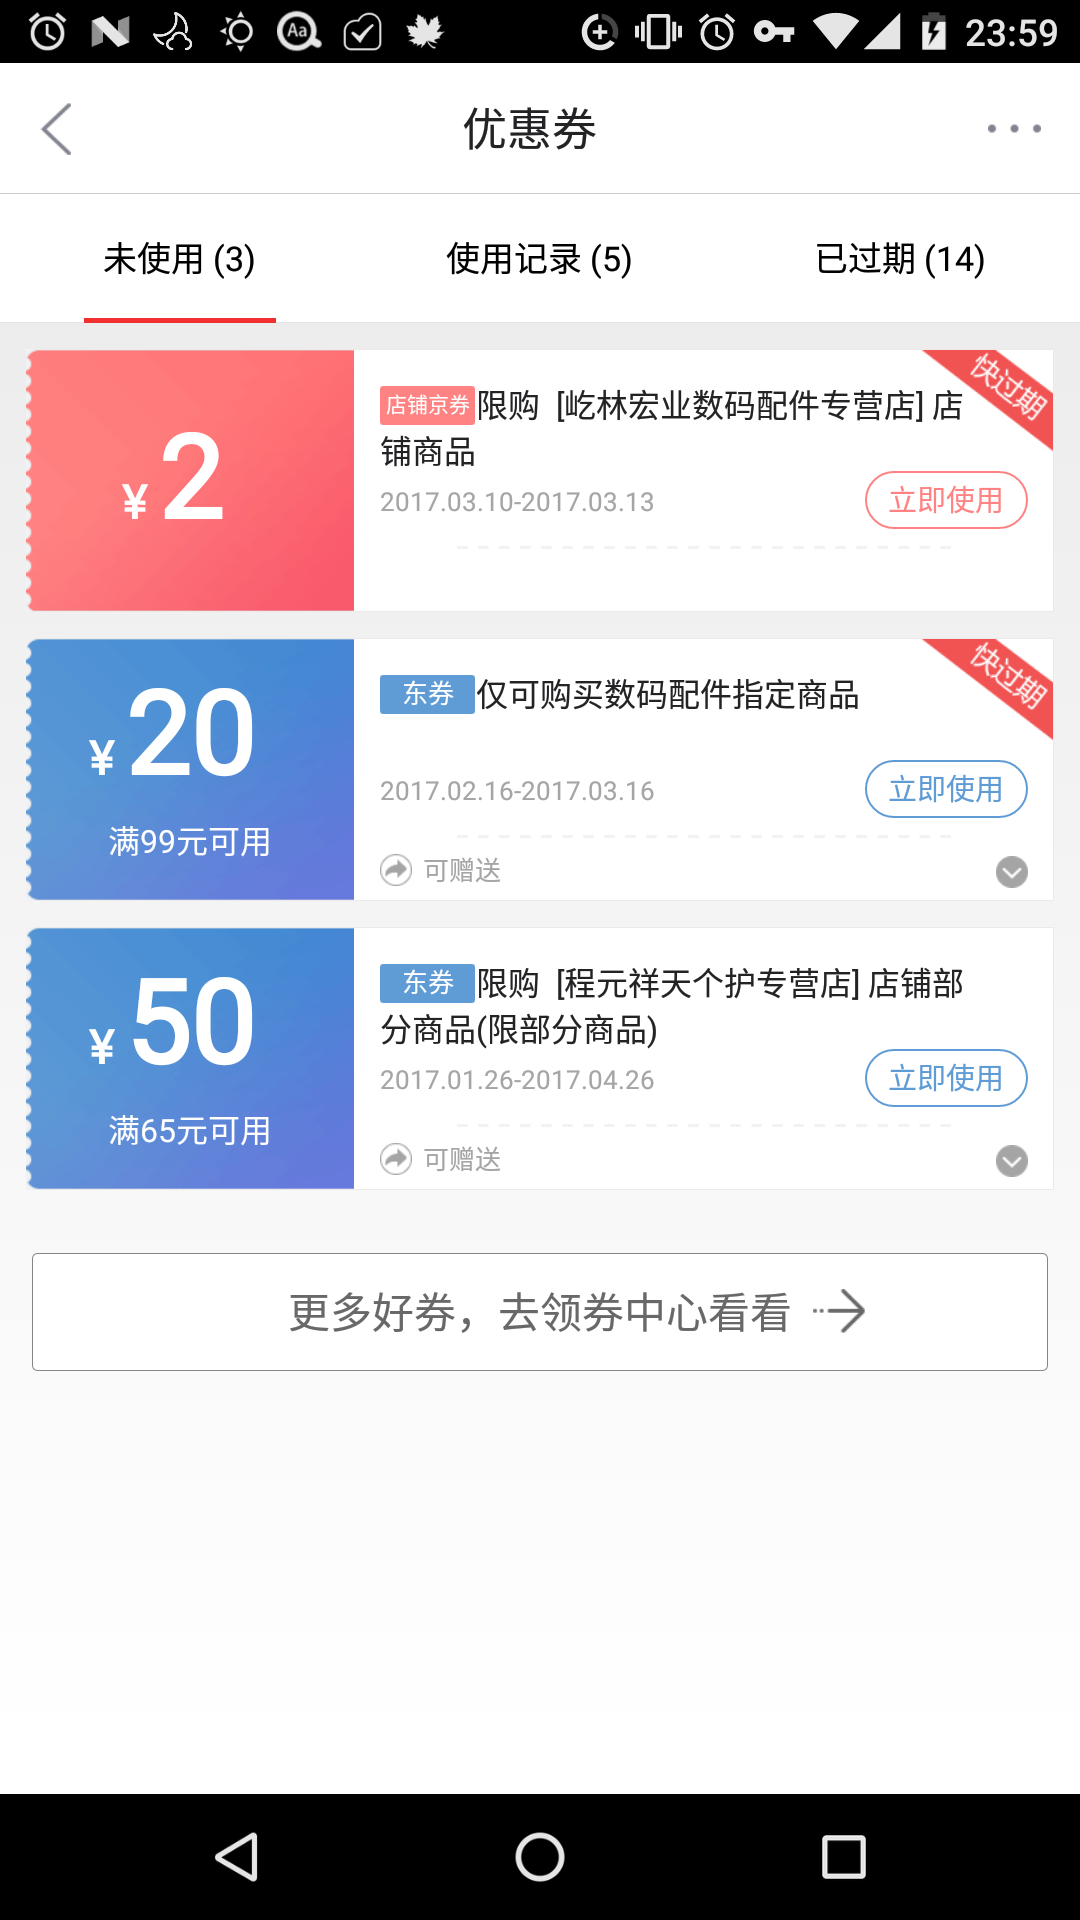 Aa
23:59
优惠券
未使用 (3)
使用记录 (5)
已过期 (14)
¥ 2
店铺京券 限购 [屹林宏业数码配件专营店] 店
铺商品
2017.03.10-2017.03.13
立即使用
快过期
¥ 20
满99元可用
东券 仅可购买数码配件指定商品
2017.02.16-2017.03.16
立即使用
快过期
可赠送
¥ 50
满65元可用
东券 限购 [程元祥天个护专营店] 店铺部
分商品(限部分商品)
2017.01.26-2017.04.26
立即使用
可赠送
更多好券，去领券中心看看